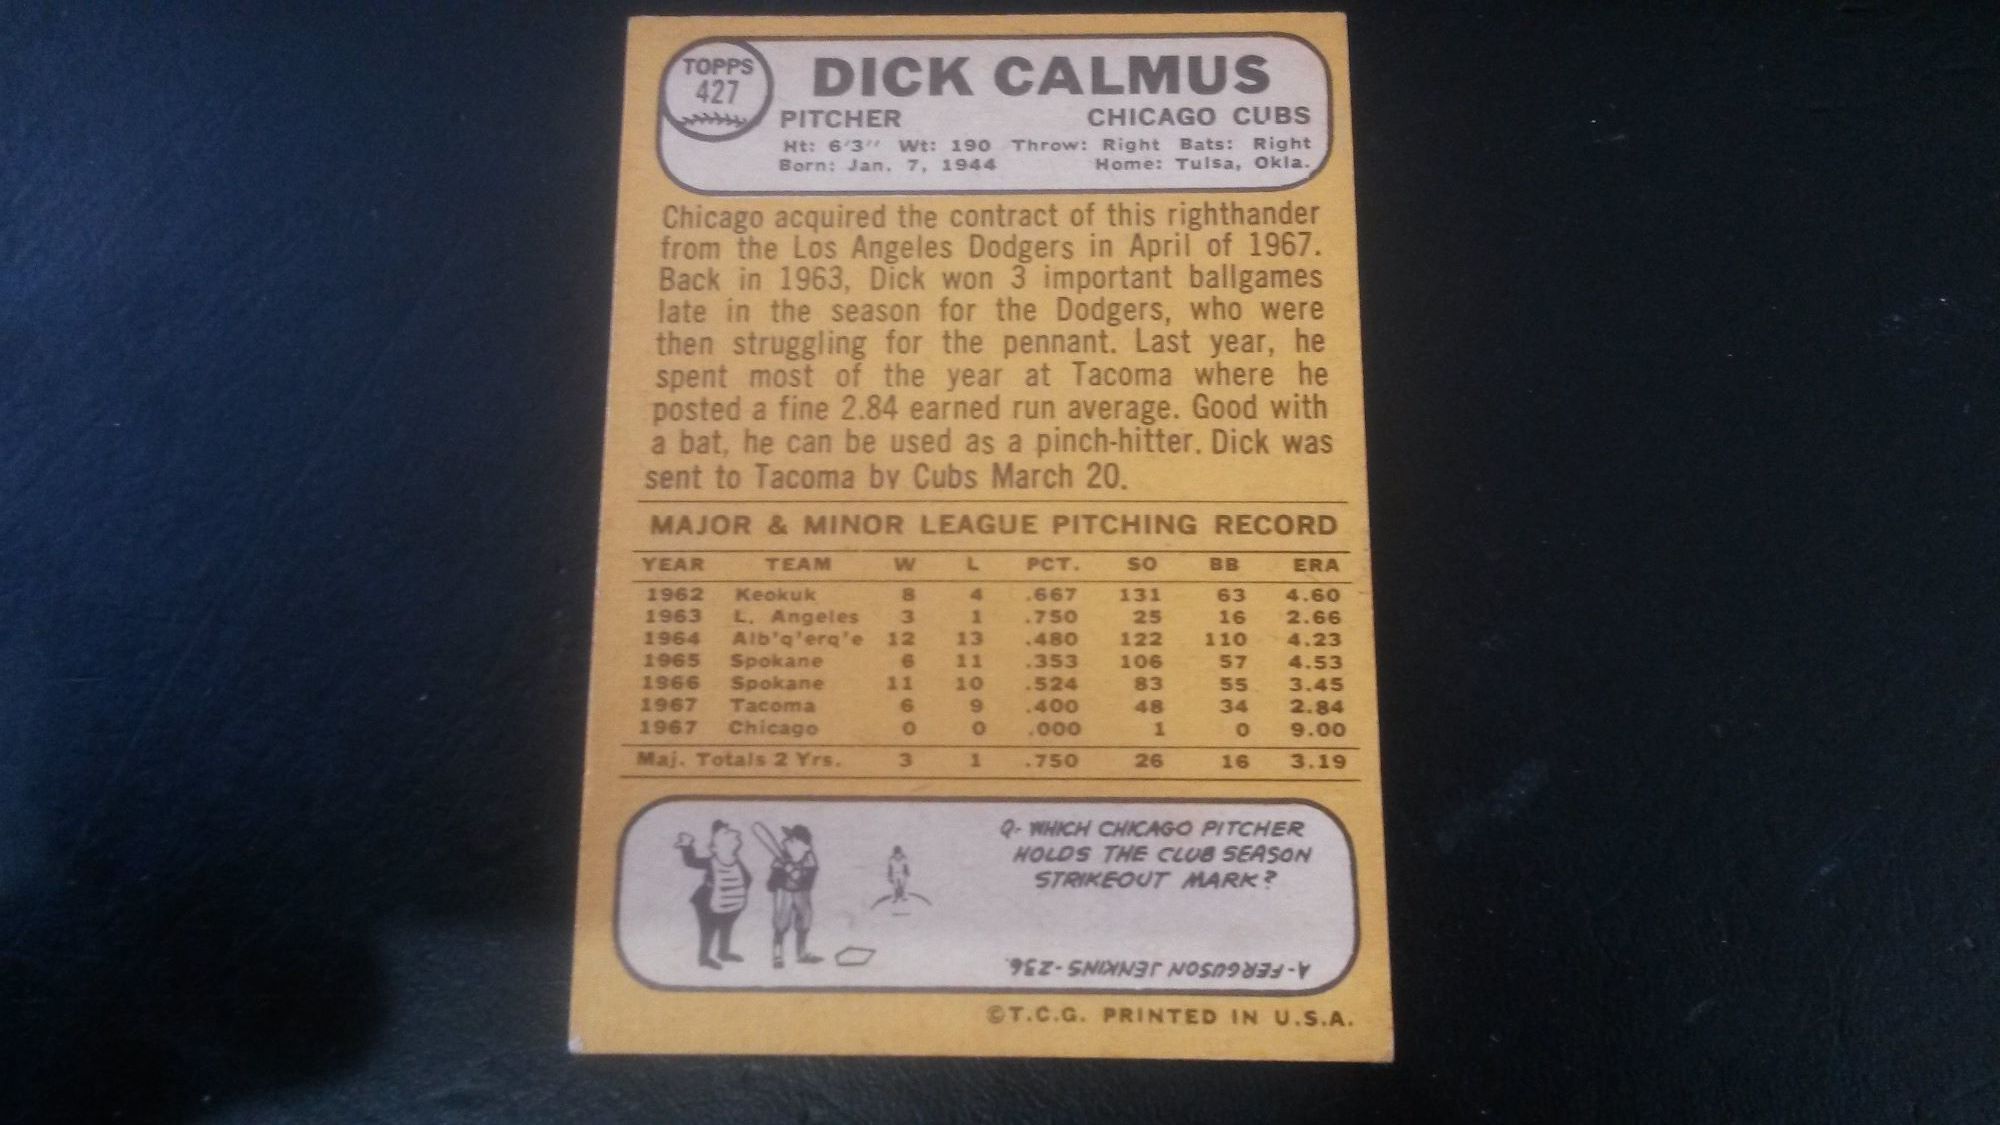 TOPPS
427
DICK CALMUS
PITCHER CHICAGO CUBS
Ht: 6'3" Wt: 190 Throw: Right Bats: Right
Born: Jan. 7, 1944 Home: Tulsa, Okla.
Chicago acquired the contract of this righthander
from the Los Angeles Dodgers in April of 1967.
Back in 1963, Dick won 3 important ballgames
late in the season for the Dodgers, who were
then struggling for the pennant. Last year, he
spent most of the year at Tacoma where he
posted a fine 2.84 earned run average. Good with
a bat, he can be used as a pinch-hitter. Dick was
sent to Tacoma by Cubs March 20.
MAJOR & MINOR LEAGUE PITCHING RECORD
YEAR TEAM W L PCT. SO BB ERA
1962 Keokuk 8 4 .667 131 63 4.60
1963 L. Angeles 3 1 .750 25 16 2.66
1964 Alb'q'erq'e 12 13 .480 122 110 4.23
1965 Spokane 6 11 .353 106 57 4.53
1966 Spokane 11 10 .524 83 55 3.45
1967 Tacoma 6 9 .400 48 34 2.84
1967 Chicago 0 0 .000 1 0 9.00
Maj. Totals 2 Yrs. 3 1 .750 26 16 3.19
Q- WHICH CHICAGO PITCHER
HOLDS THE CLUB SEASON
STRIKEOUT MARK?
A-FERGUSON JENKINS-236.
©T.C.G. PRINTED IN U.S.A.